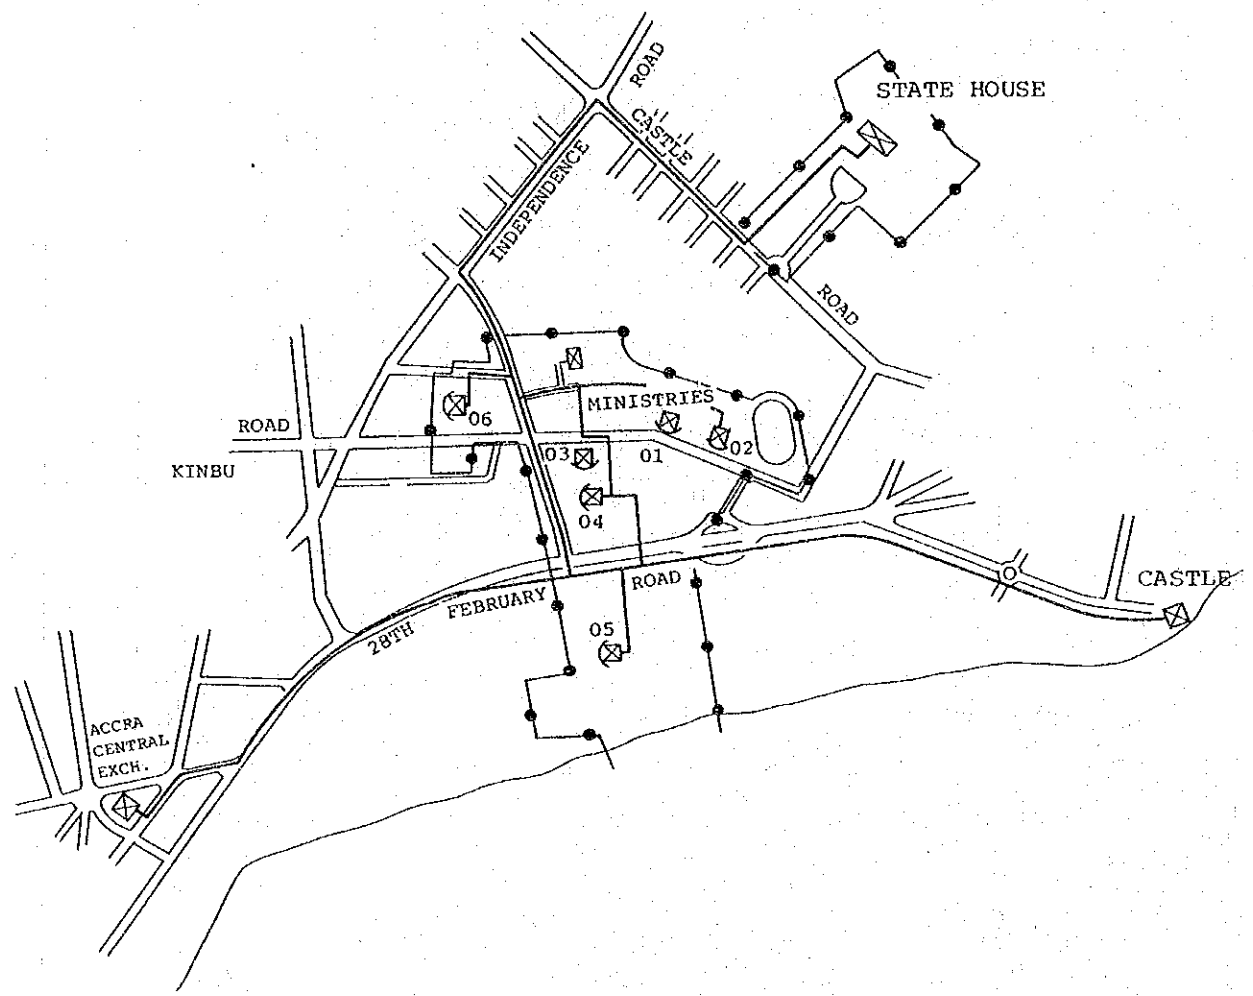 ROAD
STATE HOUSE
CASTLE
INDEPENDENCE
ROAD
MINISTRIES
ROAD
06
KINBU
03
01
02
04
CASTLE
ROAD
FEBRUARY
28TH
05
ACCRA
CENTRAL
EXCH.